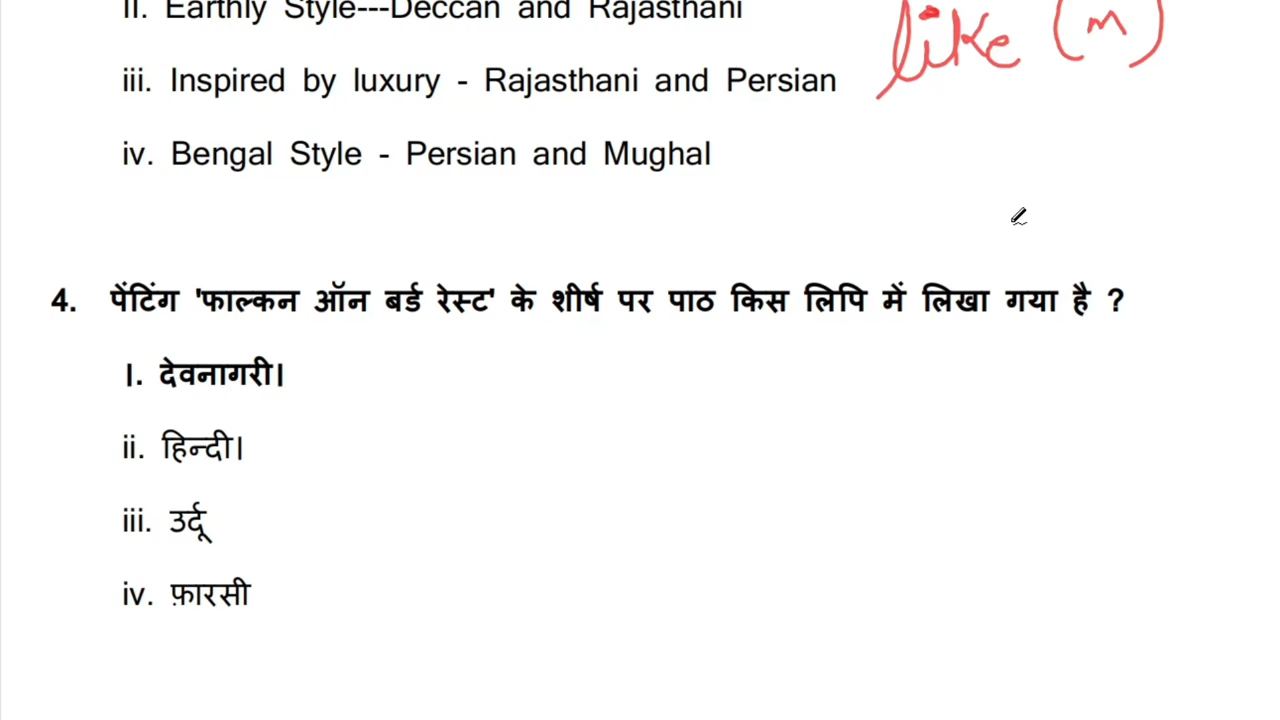 II. Earthly Style---Deccan and Rajasthani
like (m)
iii. Inspired by luxury - Rajasthani and Persian
iv. Bengal Style - Persian and Mughal
4. पेंटिंग 'फाल्कन ऑन बर्ड रेस्ट' के शीर्ष पर पाठ किस लिपि में लिखा गया है ?
I. देवनागरी।
ii. हिन्दी।
iii. उर्दू
iv. फ़ारसी